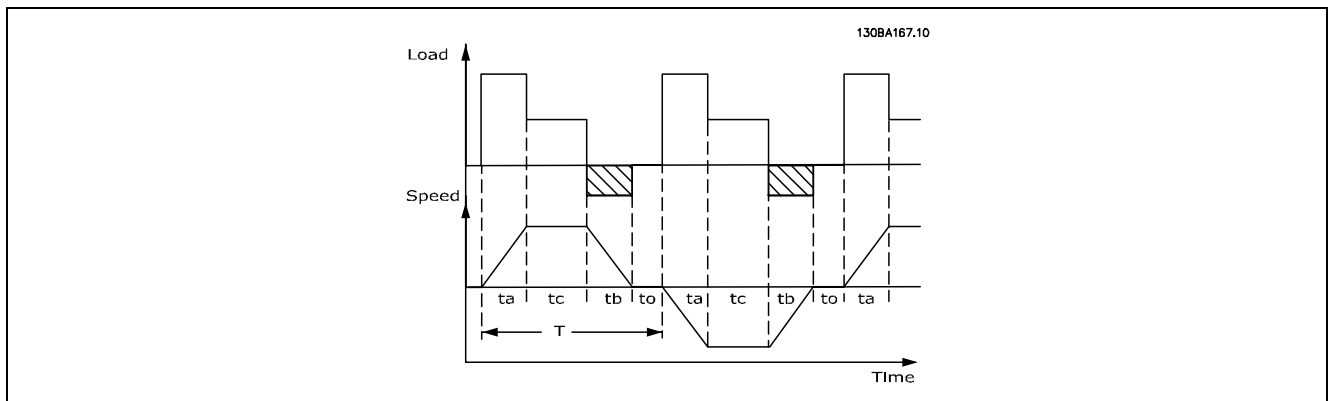 130BA167.10
Load
Speed
ta tc tb to ta tc tb to ta
T
Time